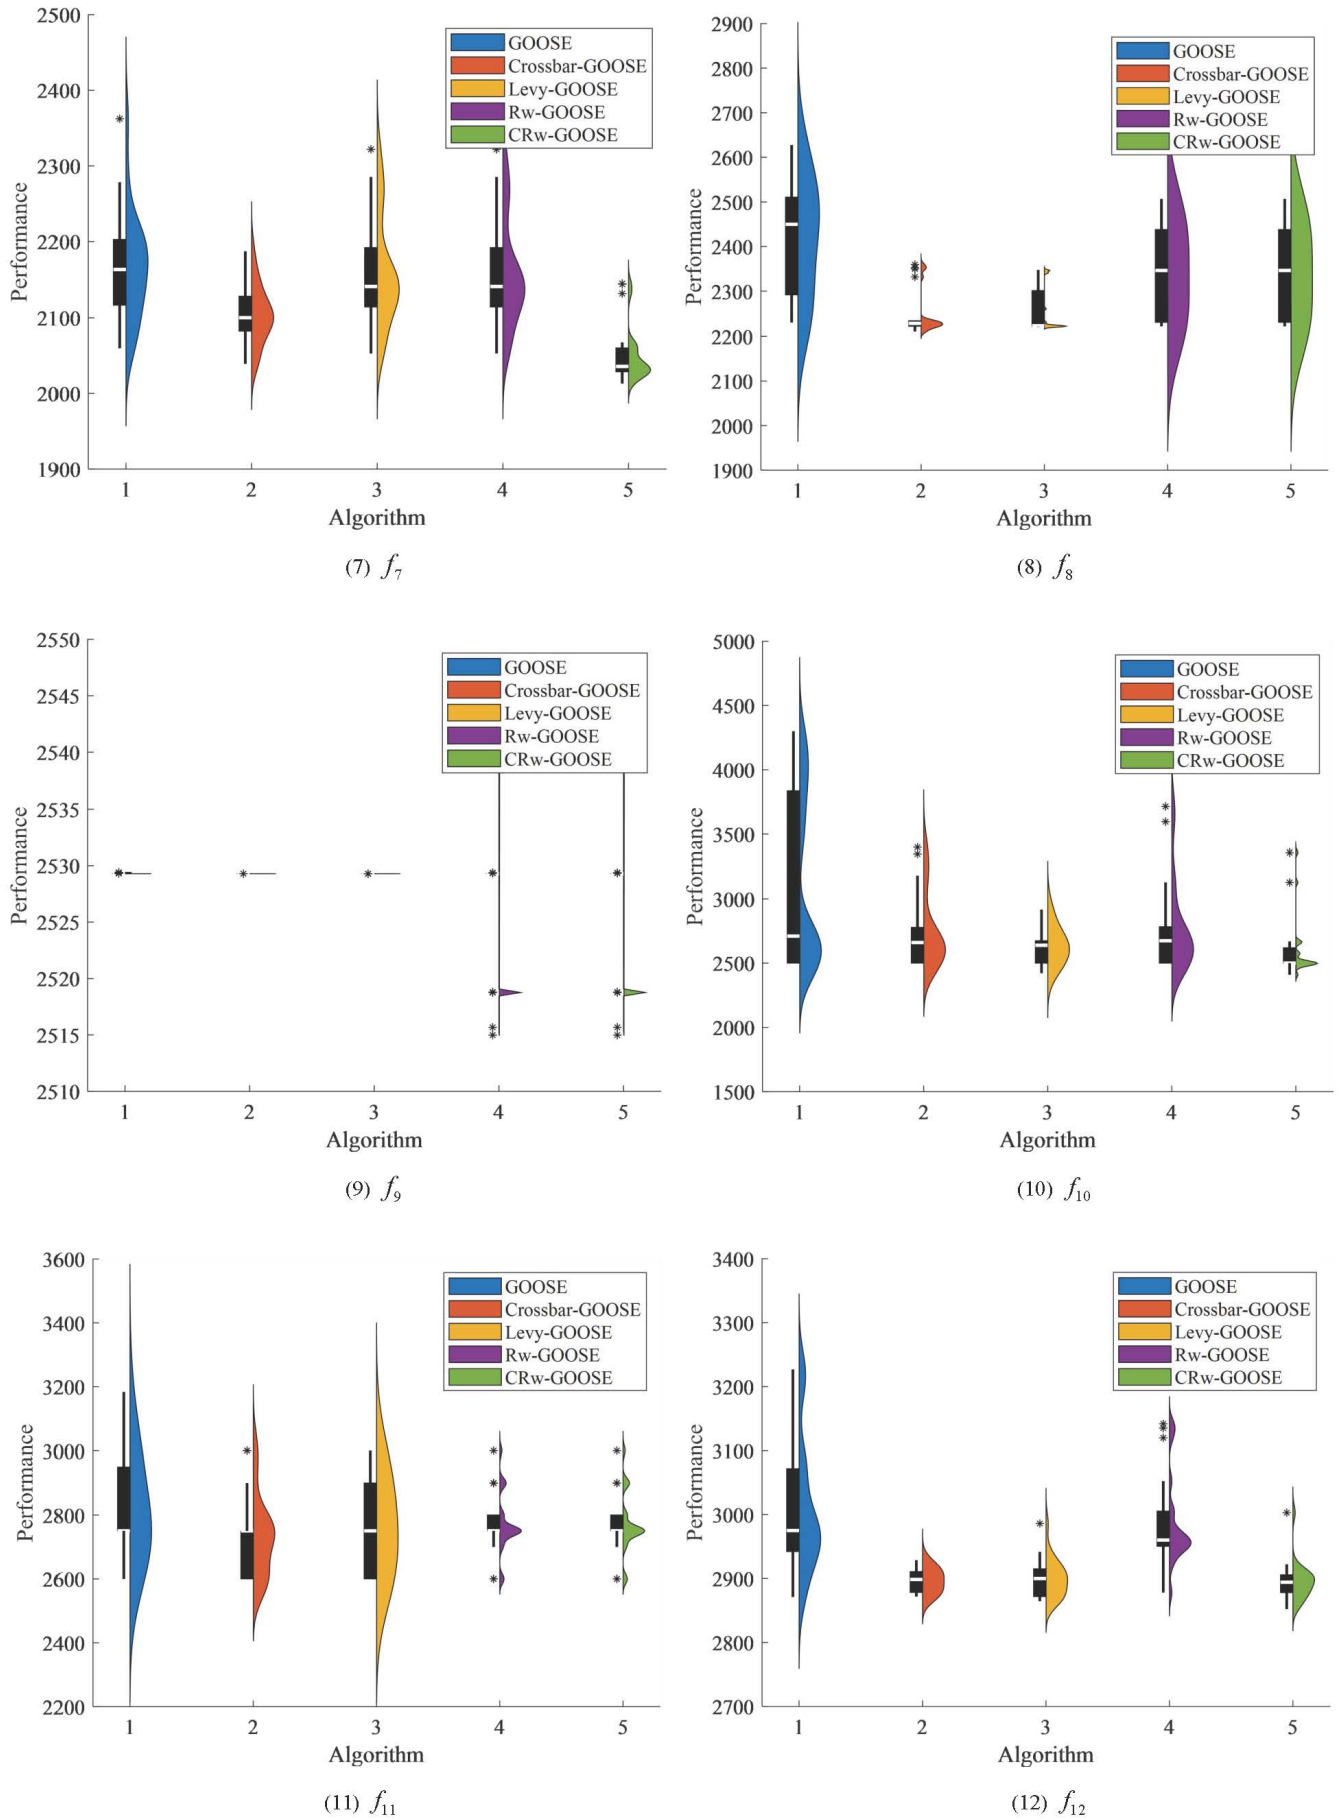 2500
2400
2300
2200
2100
2000
1900
Performance
GOOSE
Crossbar-GOOSE
Levy-GOOSE
Rw-GOOSE
CRw-GOOSE
1 2 3 4 5
Algorithm
(7) f7
2900
2800
2700
2600
2500
2400
2300
2200
2100
2000
1900
Performance
GOOSE
Crossbar-GOOSE
Levy-GOOSE
Rw-GOOSE
CRw-GOOSE
1 2 3 4 5
Algorithm
(8) f8
2550
2545
2540
2535
2530
2525
2520
2515
2510
Performance
GOOSE
Crossbar-GOOSE
Levy-GOOSE
Rw-GOOSE
CRw-GOOSE
1 2 3 4 5
Algorithm
(9) f9
5000
4500
4000
3500
3000
2500
2000
1500
Performance
GOOSE
Crossbar-GOOSE
Levy-GOOSE
Rw-GOOSE
CRw-GOOSE
1 2 3 4 5
Algorithm
(10) f10
3600
3400
3200
3000
2800
2600
2400
2200
Performance
GOOSE
Crossbar-GOOSE
Levy-GOOSE
Rw-GOOSE
CRw-GOOSE
1 2 3 4 5
Algorithm
(11) f11
3400
3300
3200
3100
3000
2900
2800
2700
Performance
GOOSE
Crossbar-GOOSE
Levy-GOOSE
Rw-GOOSE
CRw-GOOSE
1 2 3 4 5
Algorithm
(12) f12